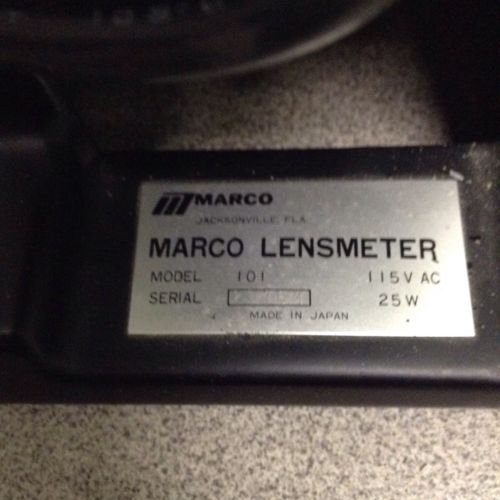 MARCO
JACKSONVILLE, FLA.
MARCO LENSMETER
MODEL 101 115V AC
SERIAL 25W
MADE IN JAPAN